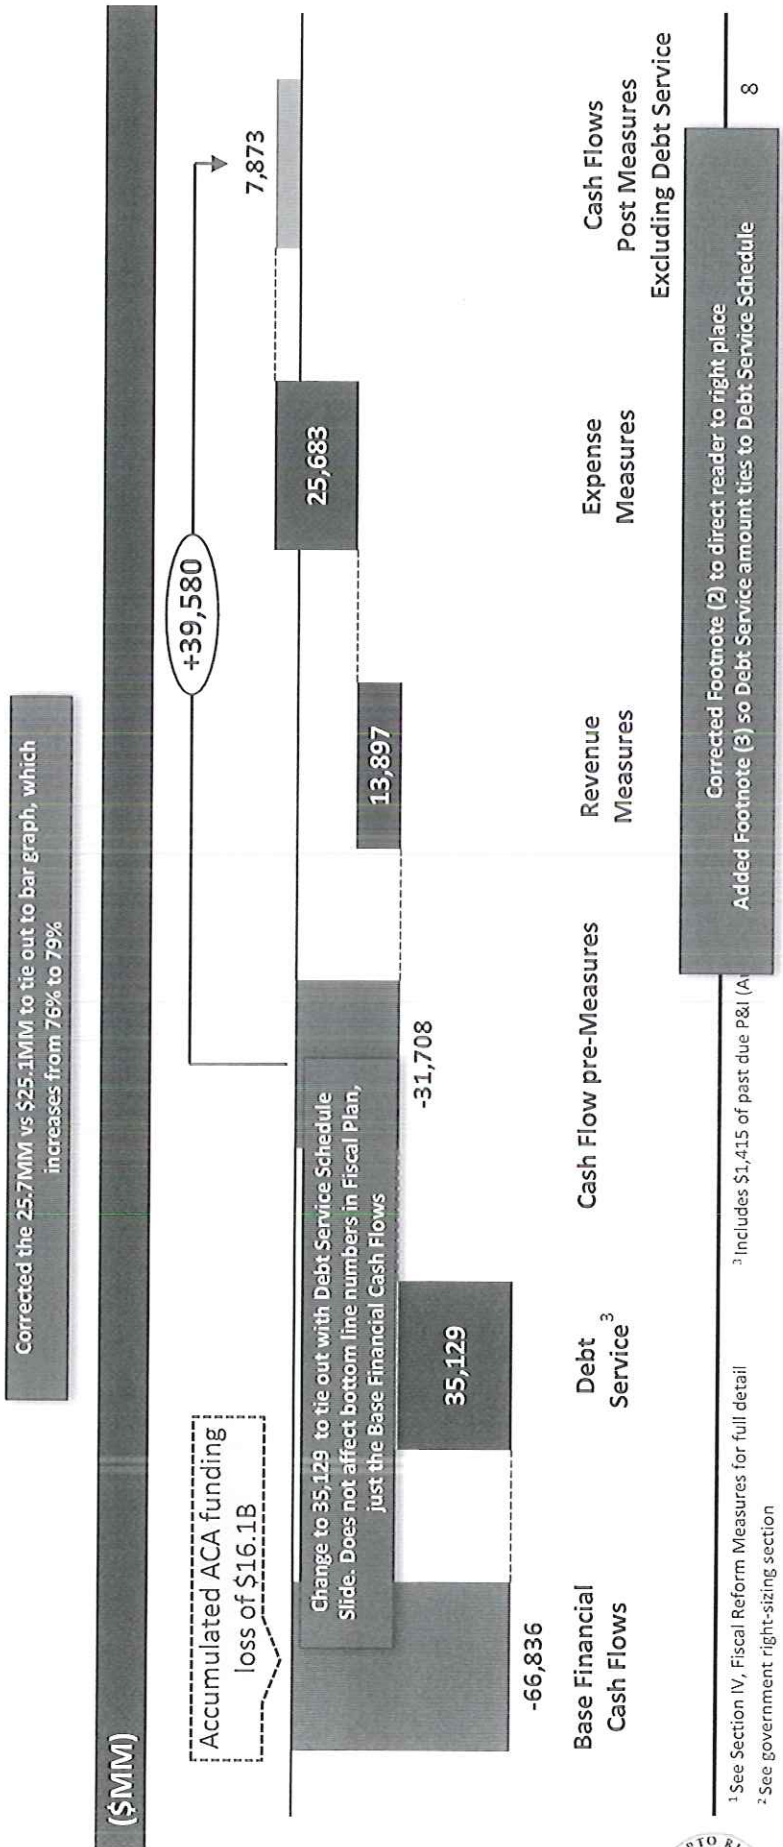 Corrected the 25.7MM vs $25.1MM to tie out to bar graph, which
increases from 76% to 79%
($MM)
Accumulated ACA funding
loss of $16.1B
+39,580
7,873
Change to 35,129 to tie out with Debt Service Schedule
Slide. Does not affect bottom line numbers in Fiscal Plan,
just the Base Financial Cash Flows
25,683
13,897
-31,708
35,129
-66,836
Base Financial
Cash Flows
Debt
Service 3
Cash Flow pre-Measures
Revenue
Measures
Expense
Measures
Cash Flows
Post Measures
Excluding Debt Service
Corrected Footnote (2) to direct reader to right place
Added Footnote (3) so Debt Service amount ties to Debt Service Schedule
1 See Section IV, Fiscal Reform Measures for full detail
2 See government right-sizing section
3 Includes $1,415 of past due P&I
8